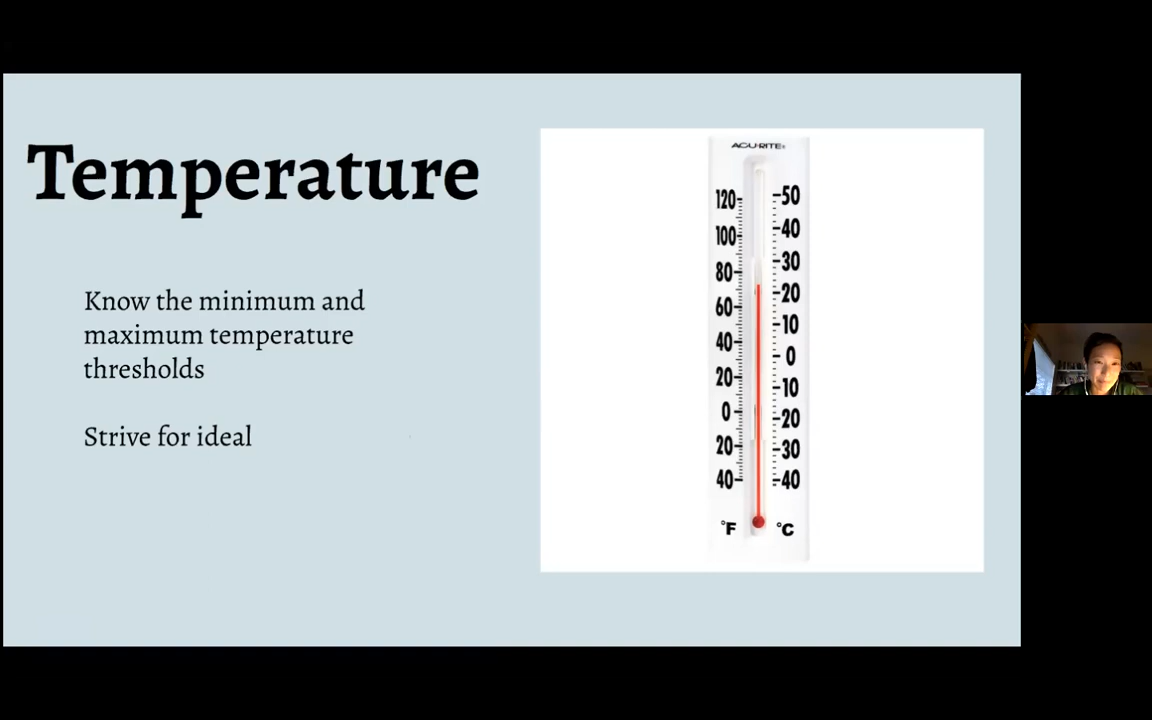 Temperature
Know the minimum and
maximum temperature
thresholds
Strive for ideal
ACU·RITE®
120 50
100 40
80 30
60 20
40 10
20 0
0 10
20 20
40 30
40
°F °C